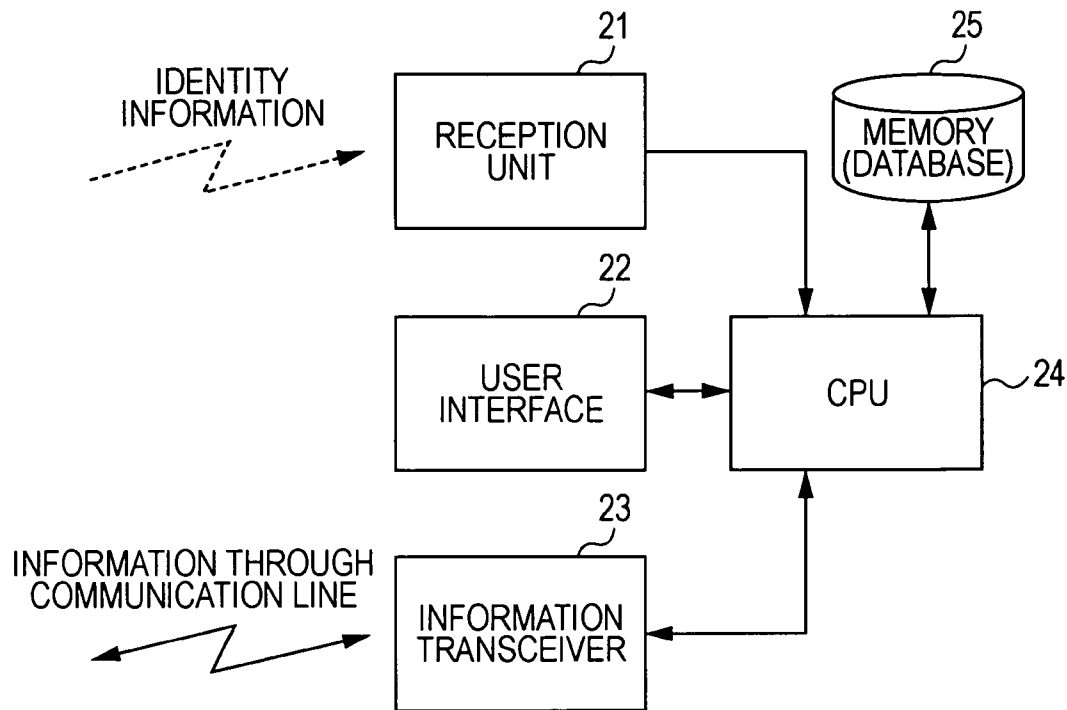 21
IDENTITY
INFORMATION
RECEPTION
UNIT
25
MEMORY
(DATABASE)
22
USER
INTERFACE
CPU
24
23
INFORMATION THROUGH
COMMUNICATION LINE
INFORMATION
TRANSCEIVER